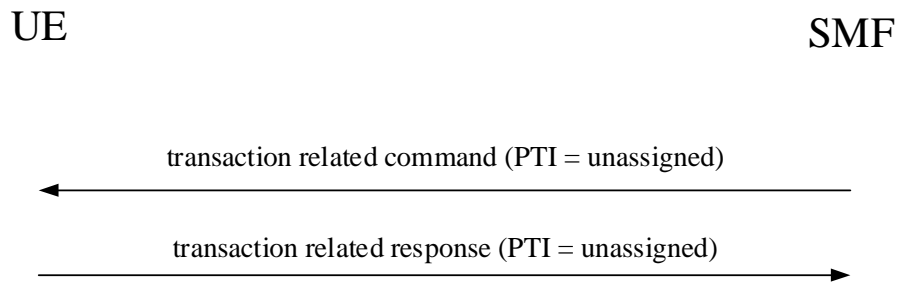 UE
SMF
transaction related command (PTI = unassigned)
transaction related response (PTI = unassigned)